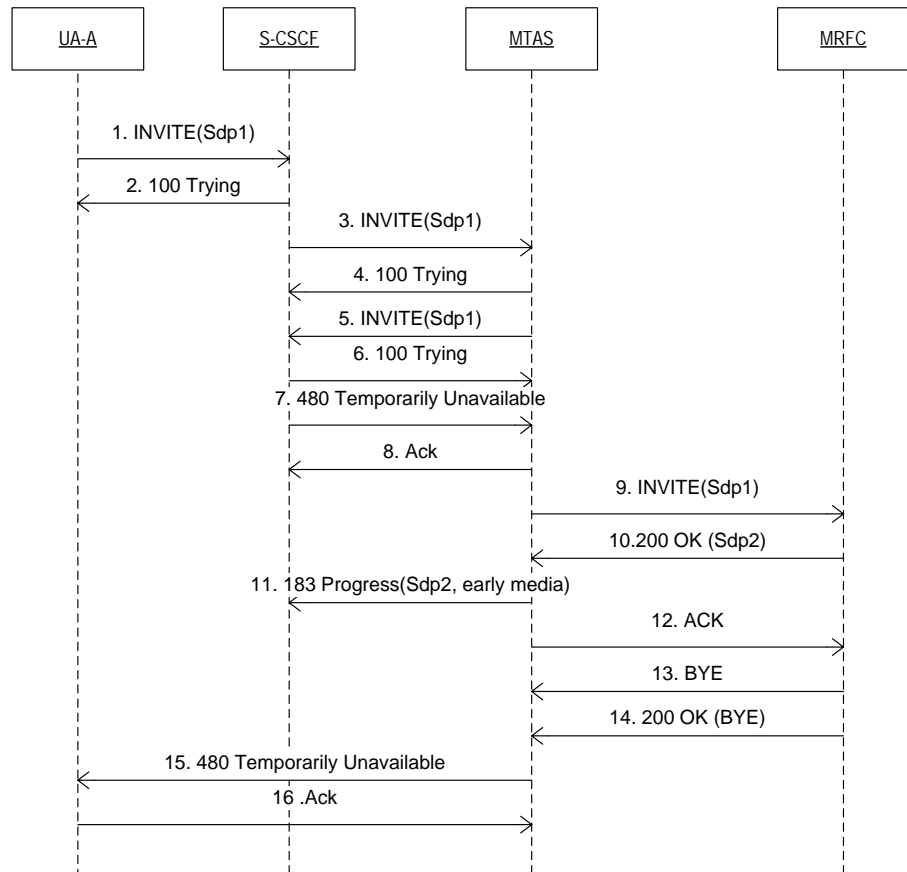 UA-A
S-CSCF
MTAS
MRFC
1. INVITE(Sdp1)
2. 100 Trying
3. INVITE(Sdp1)
4. 100 Trying
5. INVITE(Sdp1)
6. 100 Trying
7. 480 Temporarily Unavailable
8. Ack
9. INVITE(Sdp1)
10.200 OK (Sdp2)
11. 183 Progress(Sdp2, early media)
12. ACK
13. BYE
14. 200 OK (BYE)
15. 480 Temporarily Unavailable
16 .Ack